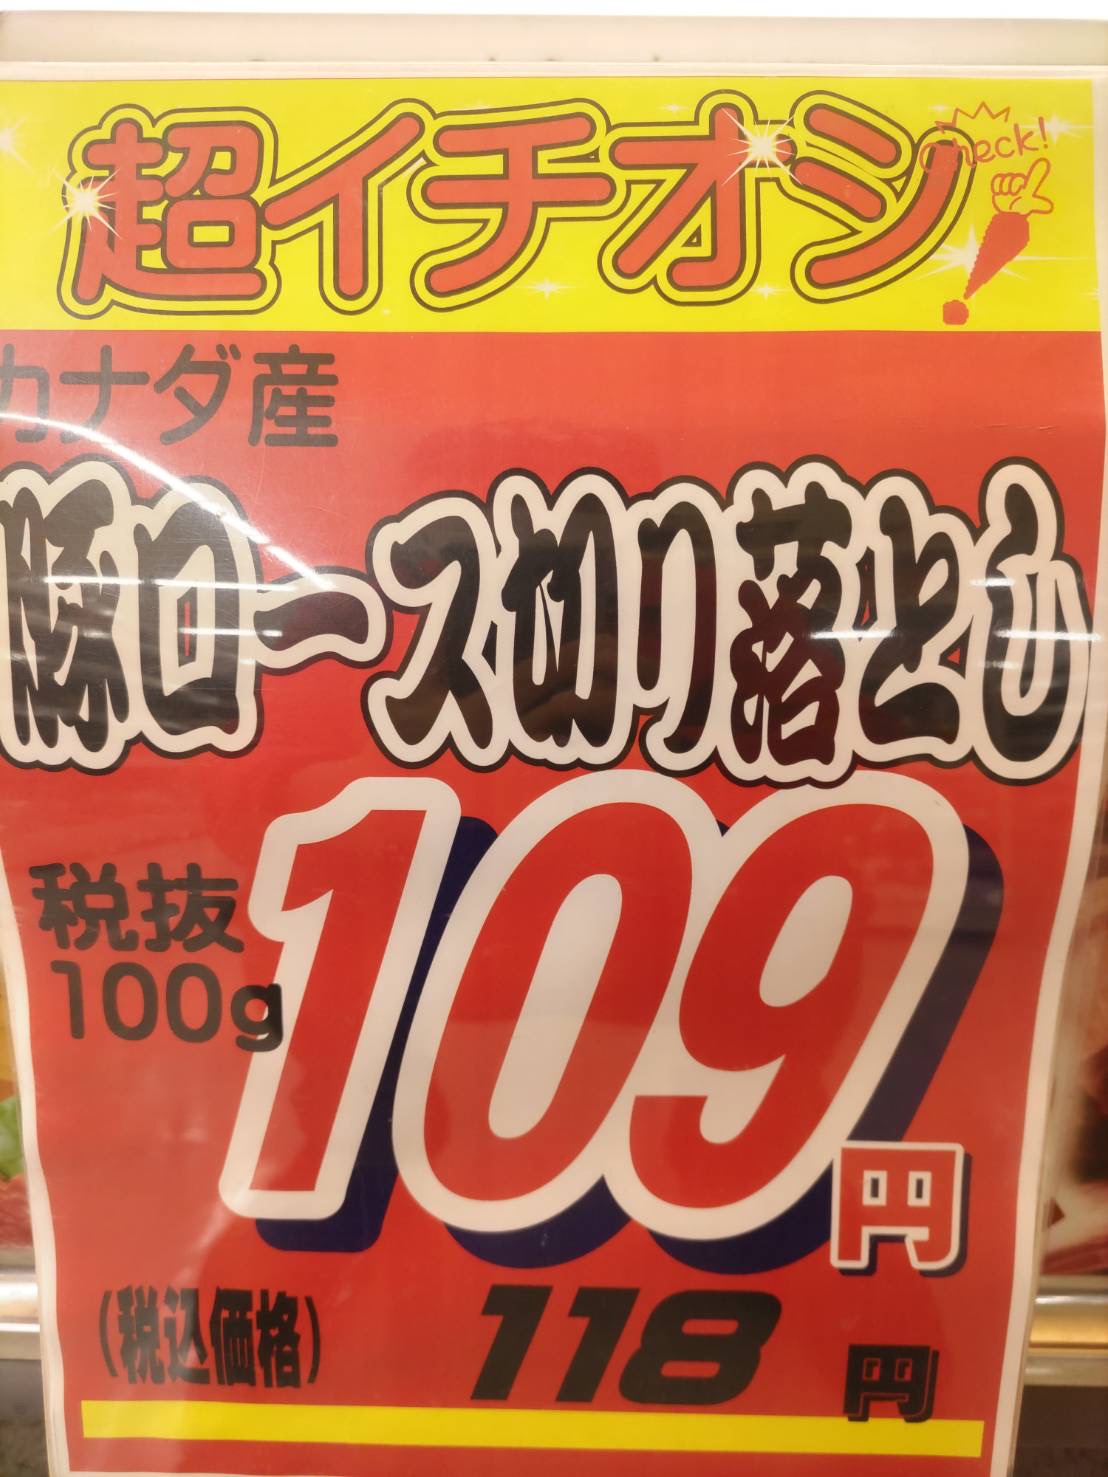 超イチオシ
Check!
カナダ産
豚ロース切り落とし
税抜
100g
109円
(税込価格) 118円